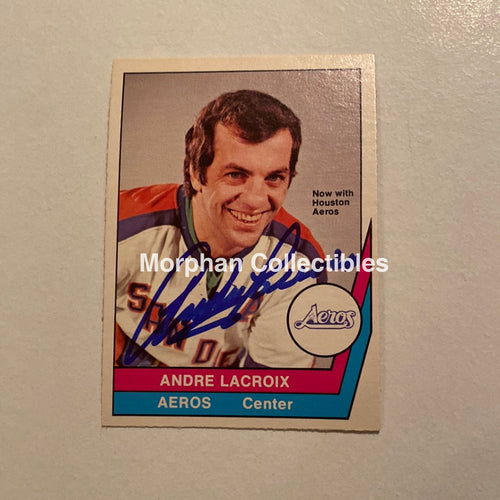 Now with
Houston
Aeros
Morphan Collectibles
Aeros
ANDRE LACROIX
AEROS Center